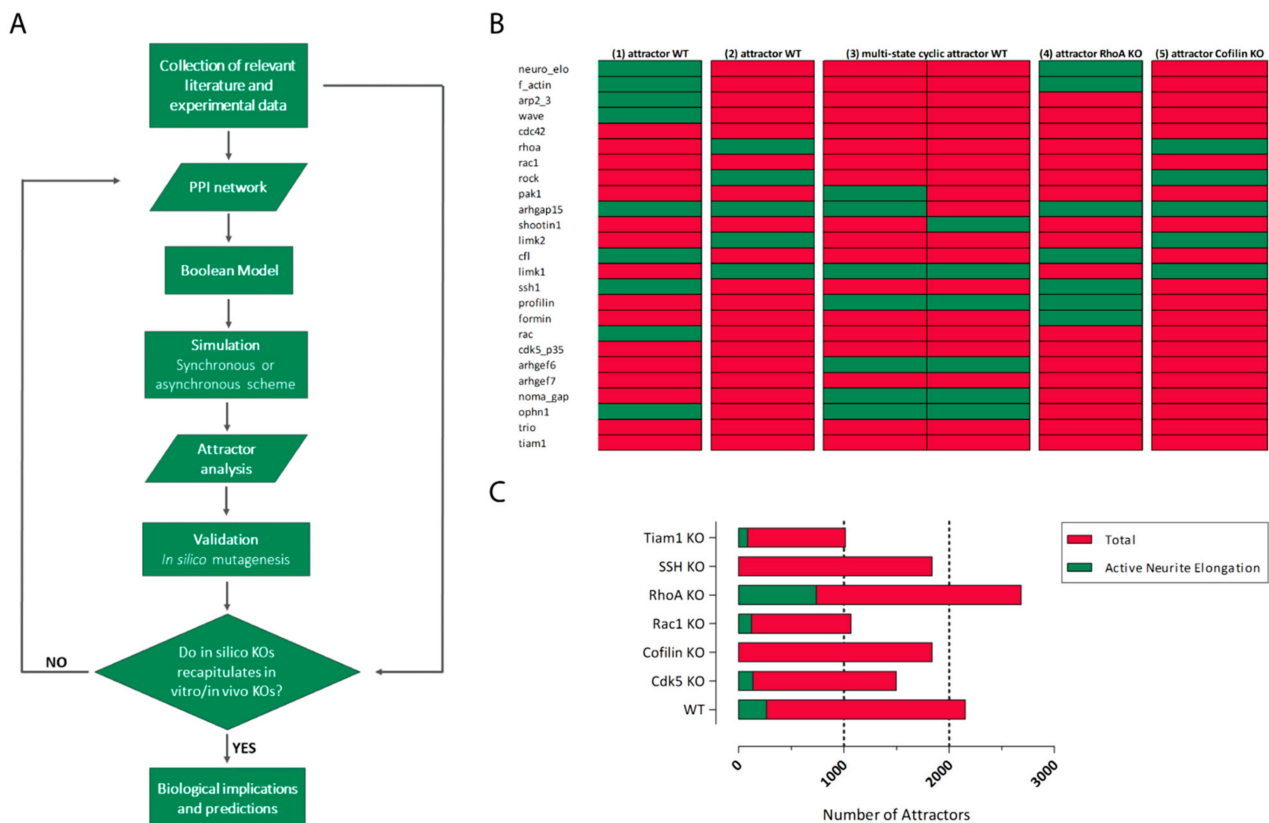 A
Collection of relevant
literature and
experimental data
PPI network
Boolean Model
Simulation
Synchronous or
asynchronous scheme
Attractor
analysis
Validation
In silico mutagenesis
Do in silico KOs
recapitulates in
vitro/in vivo KOs?
NO
YES
Biological implications
and predictions
B
(1) attractor WT (2) attractor WT (3) multi-state cyclic attractor WT (4) attractor RhoA KO (5) attractor Cofilin KO
neuro_elo
f_actin
arp2_3
wave
cdc42
rhoa
rac1
rock
pak1
arhgap15
shootin1
limk2
cfl
limk1
ssh1
profilin
formin
rac
cdk5_p35
arhgef6
arhgef7
noma_gap
ophn1
trio
tiam1
C
Tiam1 KO
SSH KO
RhoA KO
Rac1 KO
Cofilin KO
Cdk5 KO
WT
0 1000 2000 3000
Number of Attractors
Total
Active Neurite Elongation